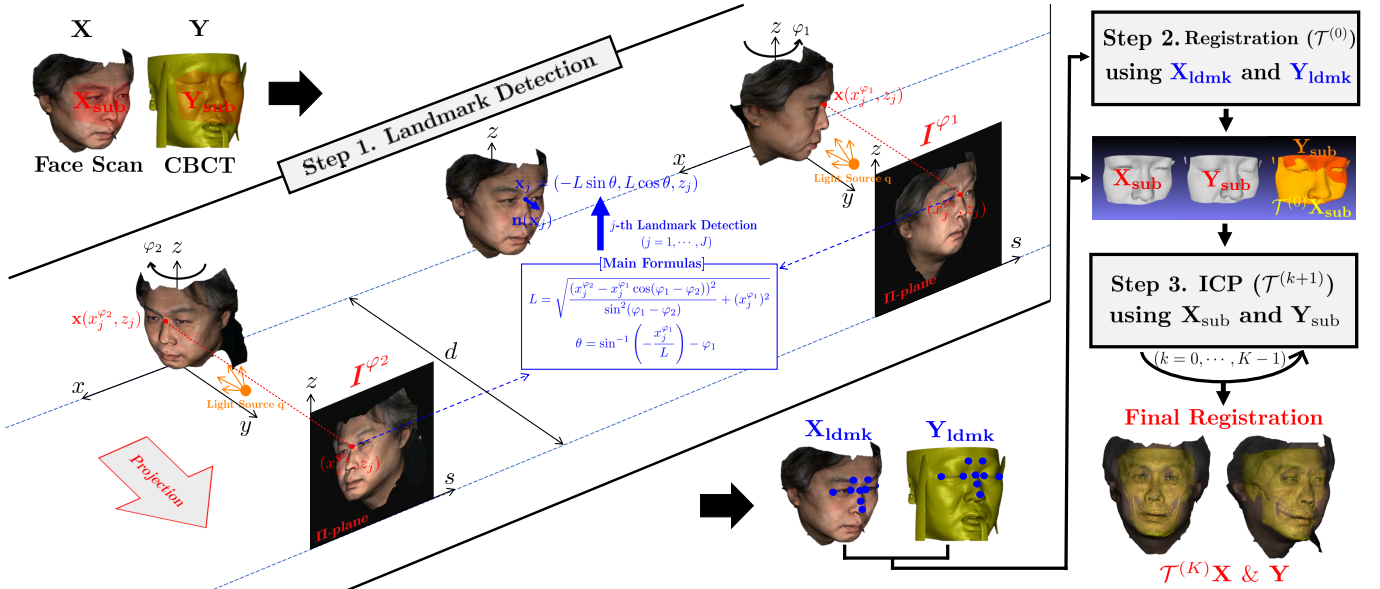 X
Y
X_sub
Y_sub
Face Scan
CBCT
Step 1. Landmark Detection
z
φ₁
x(x_j^{φ₁}, z_j)
x
y
Light Source q
z
I^{φ₁}
(x_j^{φ₁}, z_j)
s
Π-plane
z
x_j = (−L sin θ, L cos θ, z_j)
n(x_j)
j-th Landmark Detection
(j = 1, ⋯, J)
[Main Formulas]
L = √( (x_j^{φ₂} − x_j^{φ₁} cos(φ₁ − φ₂))² / sin²(φ₁ − φ₂) + (x_j^{φ₁})² )
θ = sin⁻¹ ( − x_j^{φ₁} / L ) − φ₁
φ₂
z
x(x_j^{φ₂}, z_j)
x
y
Light Source q
d
z
I^{φ₂}
s
Π-plane
Projection
X_ldmk
Y_ldmk
Step 2. Registration (𝒯^{(0)})
using X_ldmk and Y_ldmk
X_sub
Y_sub
Y_sub
𝒯^{(0)}X_sub
Step 3. ICP (𝒯^{(k+1)})
using X_sub and Y_sub
(k = 0, ⋯, K − 1)
Final Registration
𝒯^{(K)}X & Y